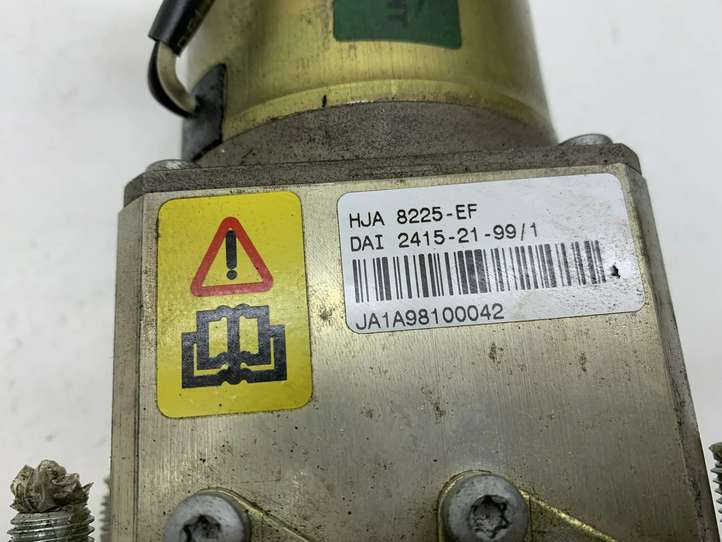 HJA 8225-EF
DAI 2415-21-99/1
JA1A98100042